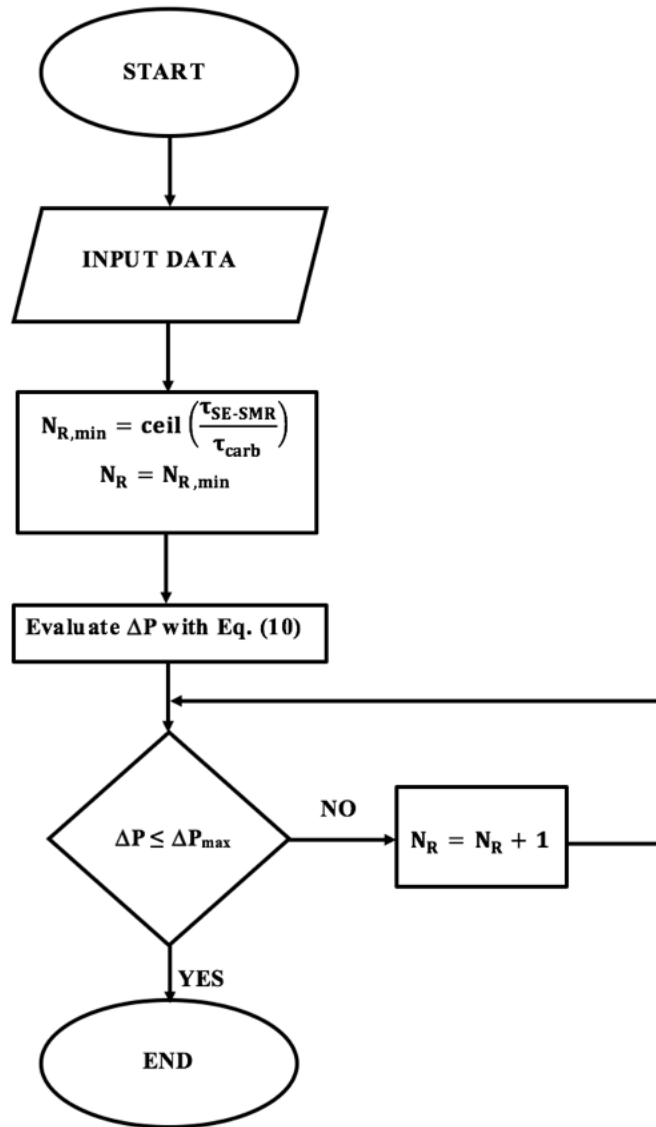 START
INPUT DATA
N_R,min = ceil (τ_SE-SMR / τ_carb)
N_R = N_R,min
Evaluate ΔP with Eq. (10)
ΔP ≤ ΔP_max
NO
N_R = N_R + 1
YES
END